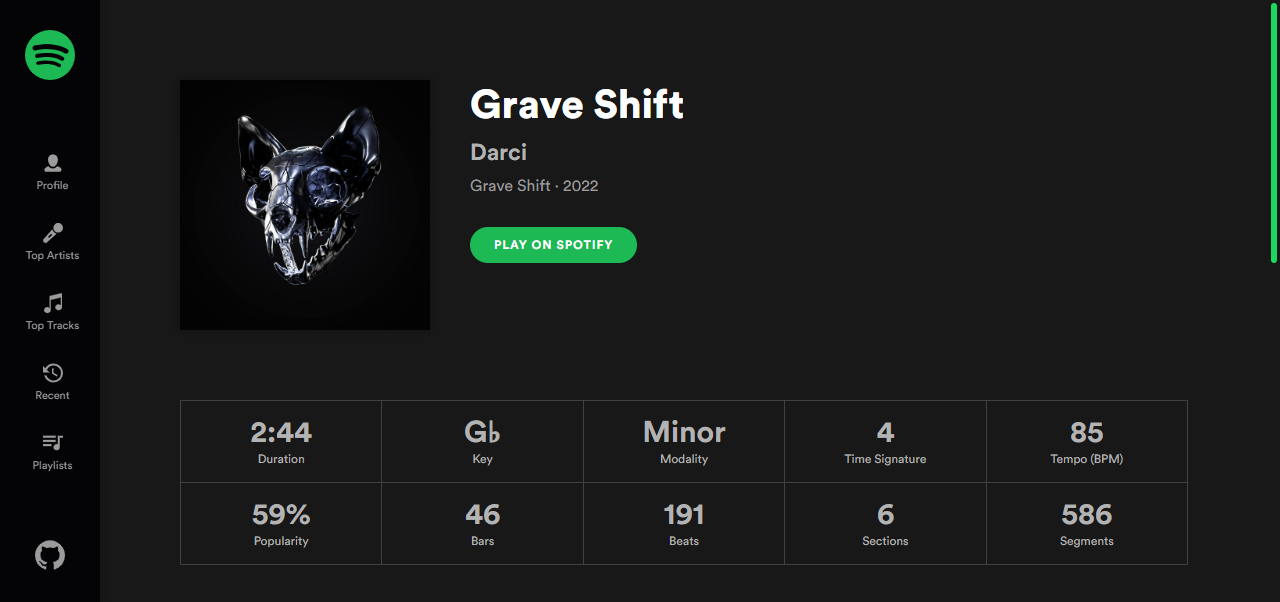 Profile
Top Artists
Top Tracks
Recent
Playlists
Grave Shift
Darci
Grave Shift · 2022
PLAY ON SPOTIFY
2:44
Duration
G♭
Key
Minor
Modality
4
Time Signature
85
Tempo (BPM)
59%
Popularity
46
Bars
191
Beats
6
Sections
586
Segments